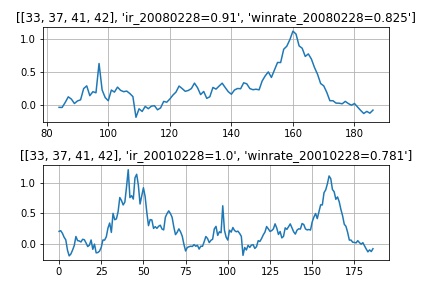 [[33, 37, 41, 42], 'ir_20080228=0.91', 'winrate_20080228=0.825']
1.0
0.5
0.0
80 100 120 140 160 180
[[33, 37, 41, 42], 'ir_20010228=1.0', 'winrate_20010228=0.781']
1.0
0.5
0.0
0 25 50 75 100 125 150 175